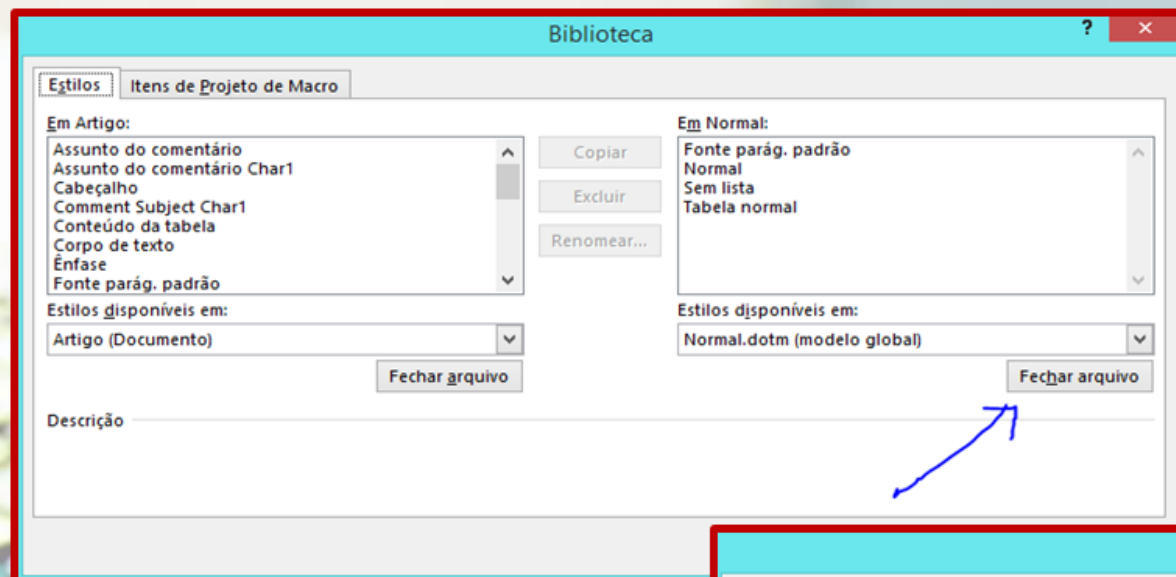 Biblioteca
?
Estilos
Itens de Projeto de Macro
Em Artigo:
Assunto do comentário
Assunto do comentário Char1
Cabeçalho
Comment Subject Char1
Conteúdo da tabela
Corpo de texto
Ênfase
Fonte parág. padrão
Estilos disponíveis em:
Artigo (Documento)
Fechar arquivo
Copiar
Excluir
Renomear...
Em Normal:
Fonte parág. padrão
Normal
Sem lista
Tabela normal
Estilos disponíveis em:
Normal.dotm (modelo global)
Fechar arquivo
Descrição